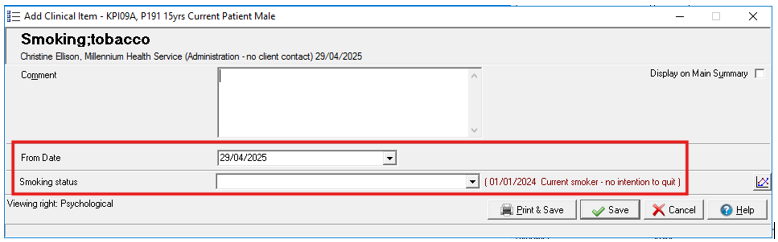 Add Clinical Item - KPI09A, P191 15yrs Current Patient Male
Smoking;tobacco
Christine Ellison, Millennium Health Service (Administration - no client contact) 29/04/2025
Comment
Display on Main Summary
From Date 29/04/2025
Smoking status ( 01/01/2024 Current smoker - no intention to quit )
Viewing right: Psychological
Print & Save Save Cancel Help